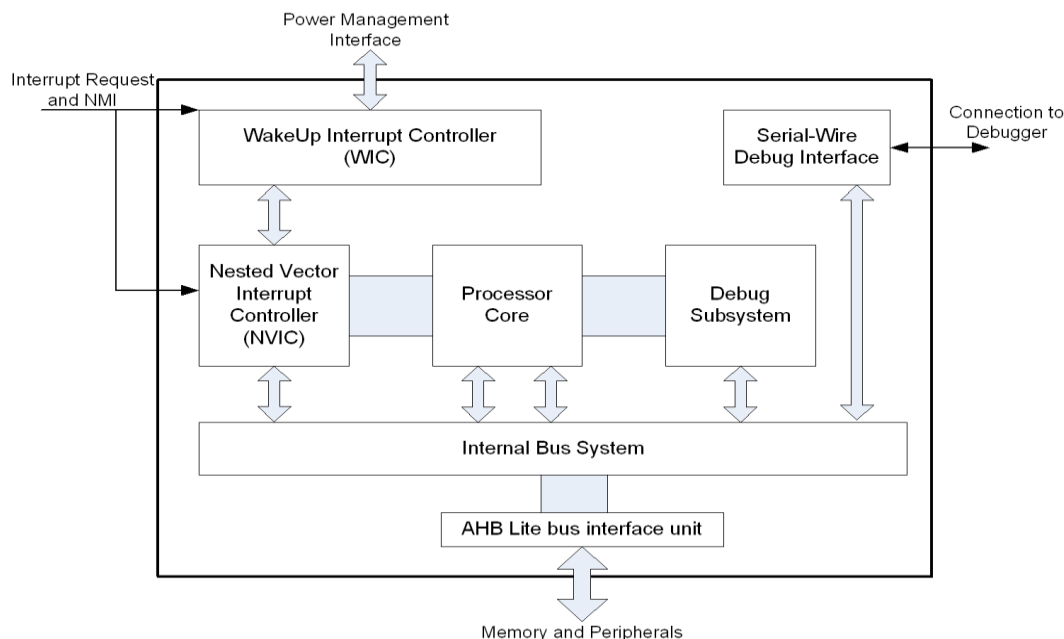 Power Management
Interface
Interrupt Request
and NMI
WakeUp Interrupt Controller
(WIC)
Serial-Wire
Debug Interface
Connection to
Debugger
Nested Vector
Interrupt
Controller
(NVIC)
Processor
Core
Debug
Subsystem
Internal Bus System
AHB Lite bus interface unit
Memory and Peripherals